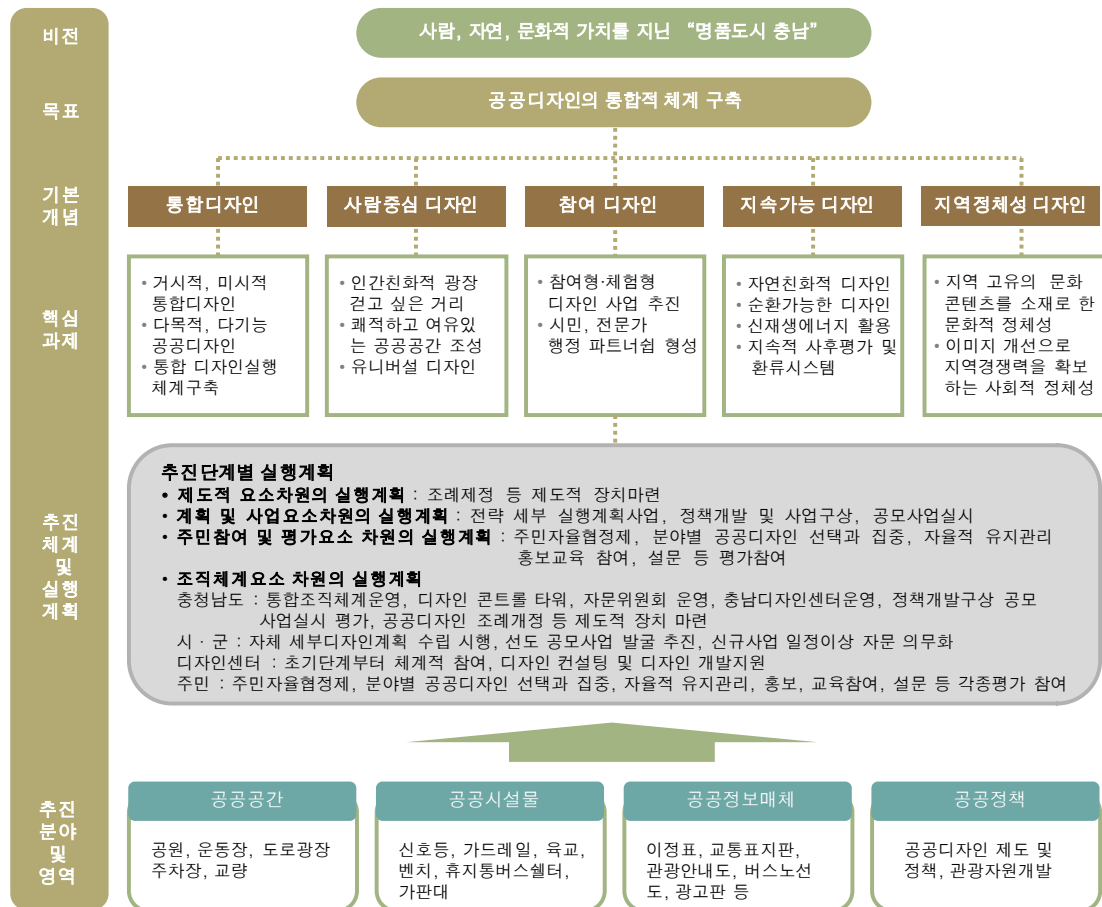 비전
사람, 자연, 문화적 가치를 지닌 “명품도시 충남”
목표
공공디자인의 통합적 체계 구축
기본
개념
통합디자인
사람중심 디자인
참여 디자인
지속가능 디자인
지역정체성 디자인
핵심
과제
• 거시적, 미시적
통합디자인
• 다목적, 다기능
공공디자인
• 통합 디자인실행
체계구축
• 인간친화적 광장
걷고 싶은 거리
• 쾌적하고 여유있
는 공공공간 조성
• 유니버설 디자인
• 참여형·체험형
디자인 사업 추진
• 시민, 전문가
행정 파트너쉽 형성
• 자연친화적 디자인
• 순환가능한 디자인
• 신재생에너지 활용
• 지속적 사후평가 및
환류시스템
• 지역 고유의 문화
콘텐츠를 소재로 한
문화적 정체성
• 이미지 개선으로
지역경쟁력을 확보
하는 사회적 정체성
추진
체계
및
실행
계획
추진단계별 실행계획
• 제도적 요소차원의 실행계획 : 조례제정 등 제도적 장치마련
• 계획 및 사업요소차원의 실행계획 : 전략 세부 실행계획사업, 정책개발 및 사업구상, 공모사업실시
• 주민참여 및 평가요소 차원의 실행계획 : 주민자율협정제, 분야별 공공디자인 선택과 집중, 자율적 유지관리
홍보교육 참여, 설문 등 평가참여
• 조직체계요소 차원의 실행계획
충청남도 : 통합조직체계운영, 디자인 콘트롤 타워, 자문위원회 운영, 충남디자인센터운영, 정책개발구상 공모
사업실시 평가, 공공디자인 조례개정 등 제도적 장치 마련
시 · 군 : 자체 세부디자인계획 수립 시행, 선도 공모사업 발굴 추진, 신규사업 일정이상 자문 의무화
디자인센터 : 초기단계부터 체계적 참여, 디자인 컨설팅 및 디자인 개발지원
주민 : 주민자율협정제, 분야별 공공디자인 선택과 집중, 자율적 유지관리, 홍보, 교육참여, 설문 등 각종평가 참여
추진
분야
및
영역
공공공간
공원, 운동장, 도로광장
주차장, 교량
공공시설물
신호등, 가드레일, 육교,
벤치, 휴지통버스쉘터,
가판대
공공정보매체
이정표, 교통표지판,
관광안내도, 버스노선
도, 광고판 등
공공정책
공공디자인 제도 및
정책, 관광자원개발